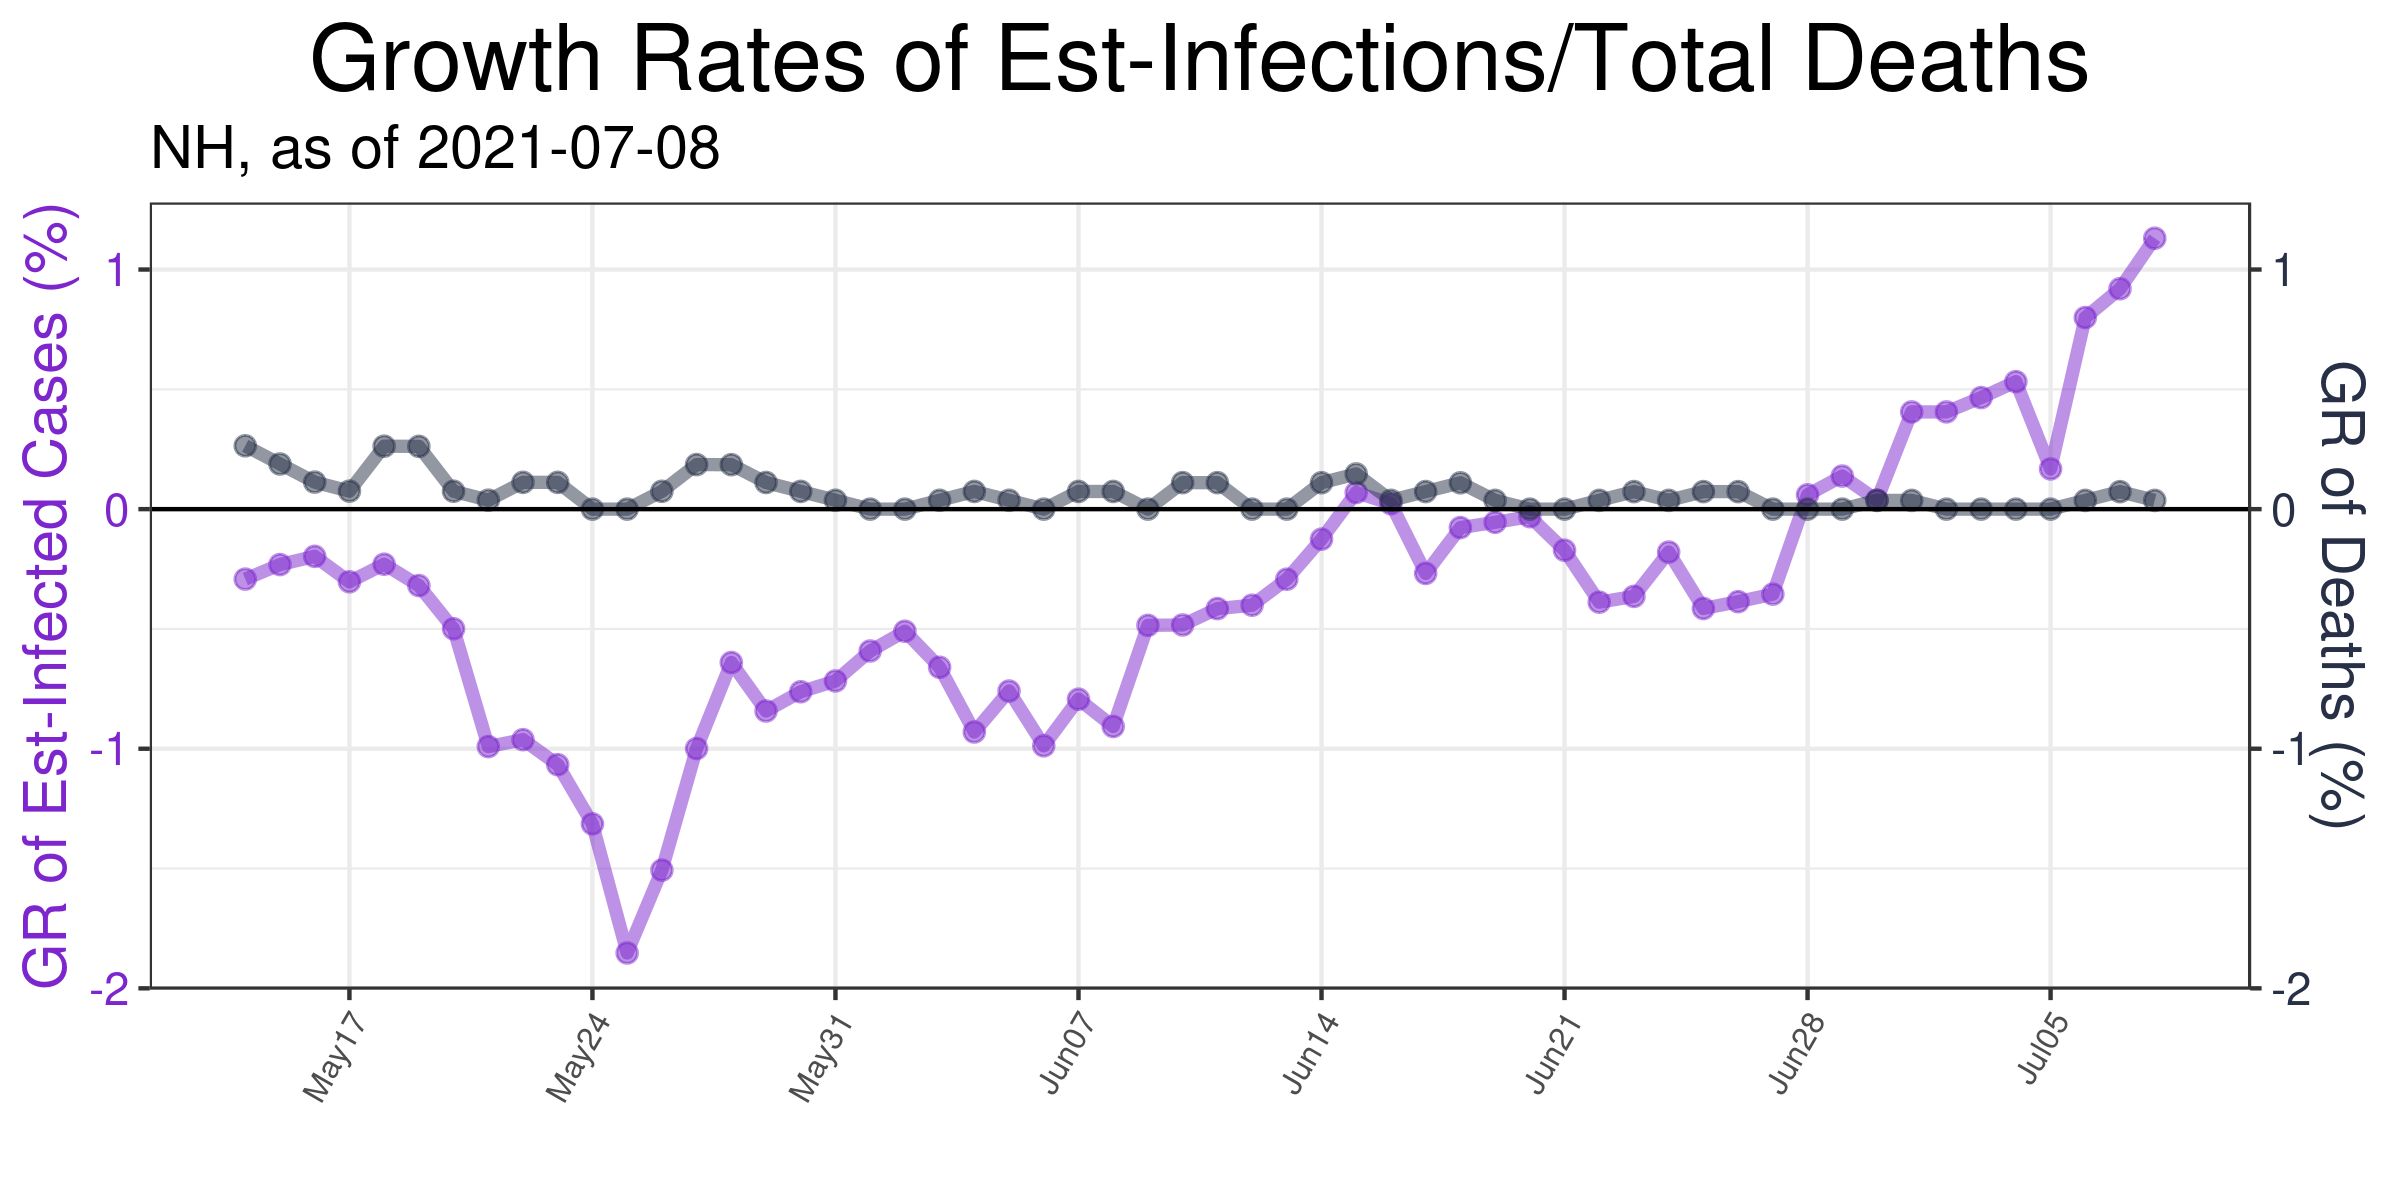 Growth Rates of Est-Infections/Total Deaths
NH, as of 2021-07-08
GR of Est-Infected Cases (%)
1
0
-1
-2
1
0
-1
-2
GR of Deaths (%)
May17
May24
May31
Jun07
Jun14
Jun21
Jun28
Jul05